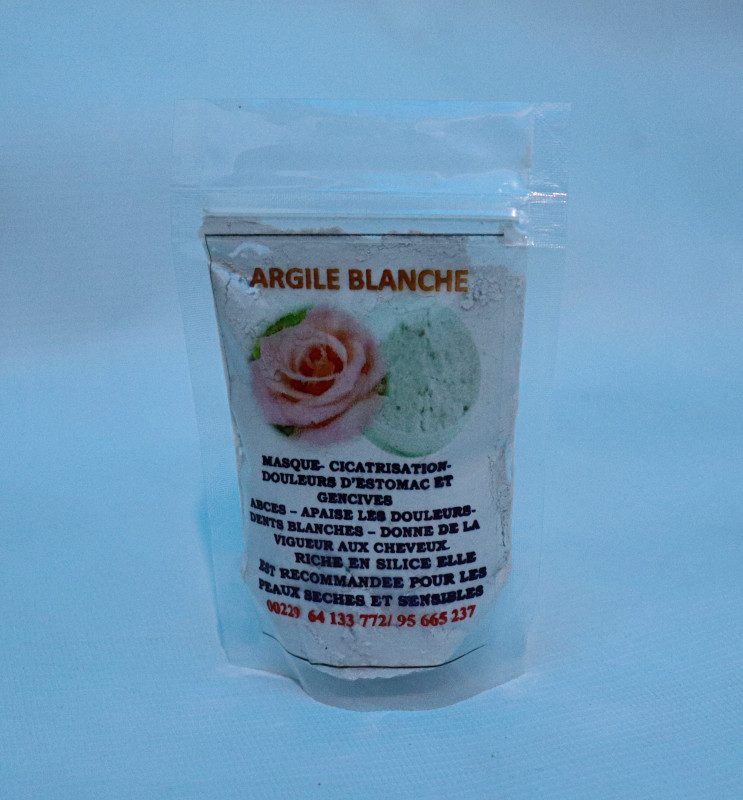 ARGILE BLANCHE
MASQUE- CICATRISATION-
DOULEURS D'ESTOMAC ET
GENCIVES
ABCES – APAISE LES DOULEURS-
DENTS BLANCHES – DONNE DE LA
VIGUEUR AUX CHEVEUX.
RICHE EN SILICE ELLE
EST RECOMMANDEE POUR LES
PEAUX SECHES ET SENSIBLES
00229 64 133 772/ 95 665 237